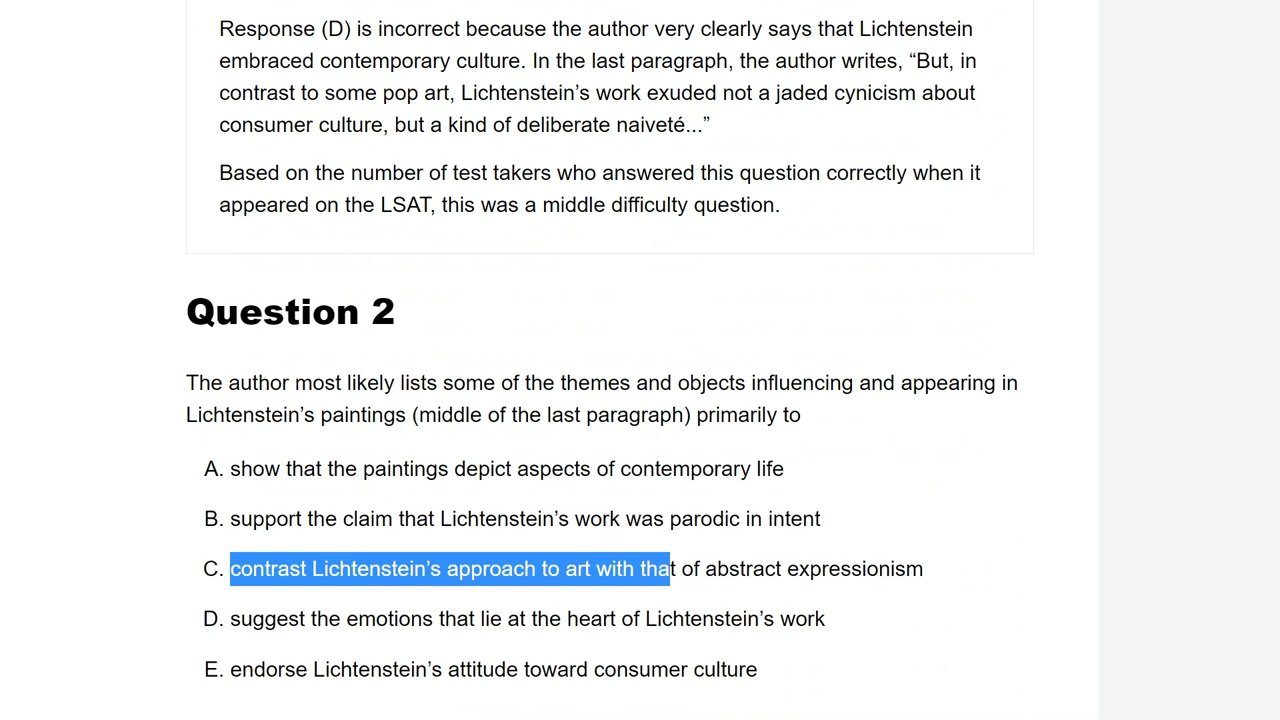 Response (D) is incorrect because the author very clearly says that Lichtenstein
embraced contemporary culture. In the last paragraph, the author writes, “But, in
contrast to some pop art, Lichtenstein’s work exuded not a jaded cynicism about
consumer culture, but a kind of deliberate naiveté...”
Based on the number of test takers who answered this question correctly when it
appeared on the LSAT, this was a middle difficulty question.
Question 2
The author most likely lists some of the themes and objects influencing and appearing in
Lichtenstein’s paintings (middle of the last paragraph) primarily to
A. show that the paintings depict aspects of contemporary life
B. support the claim that Lichtenstein’s work was parodic in intent
C. contrast Lichtenstein’s approach to art with that of abstract expressionism
D. suggest the emotions that lie at the heart of Lichtenstein’s work
E. endorse Lichtenstein’s attitude toward consumer culture